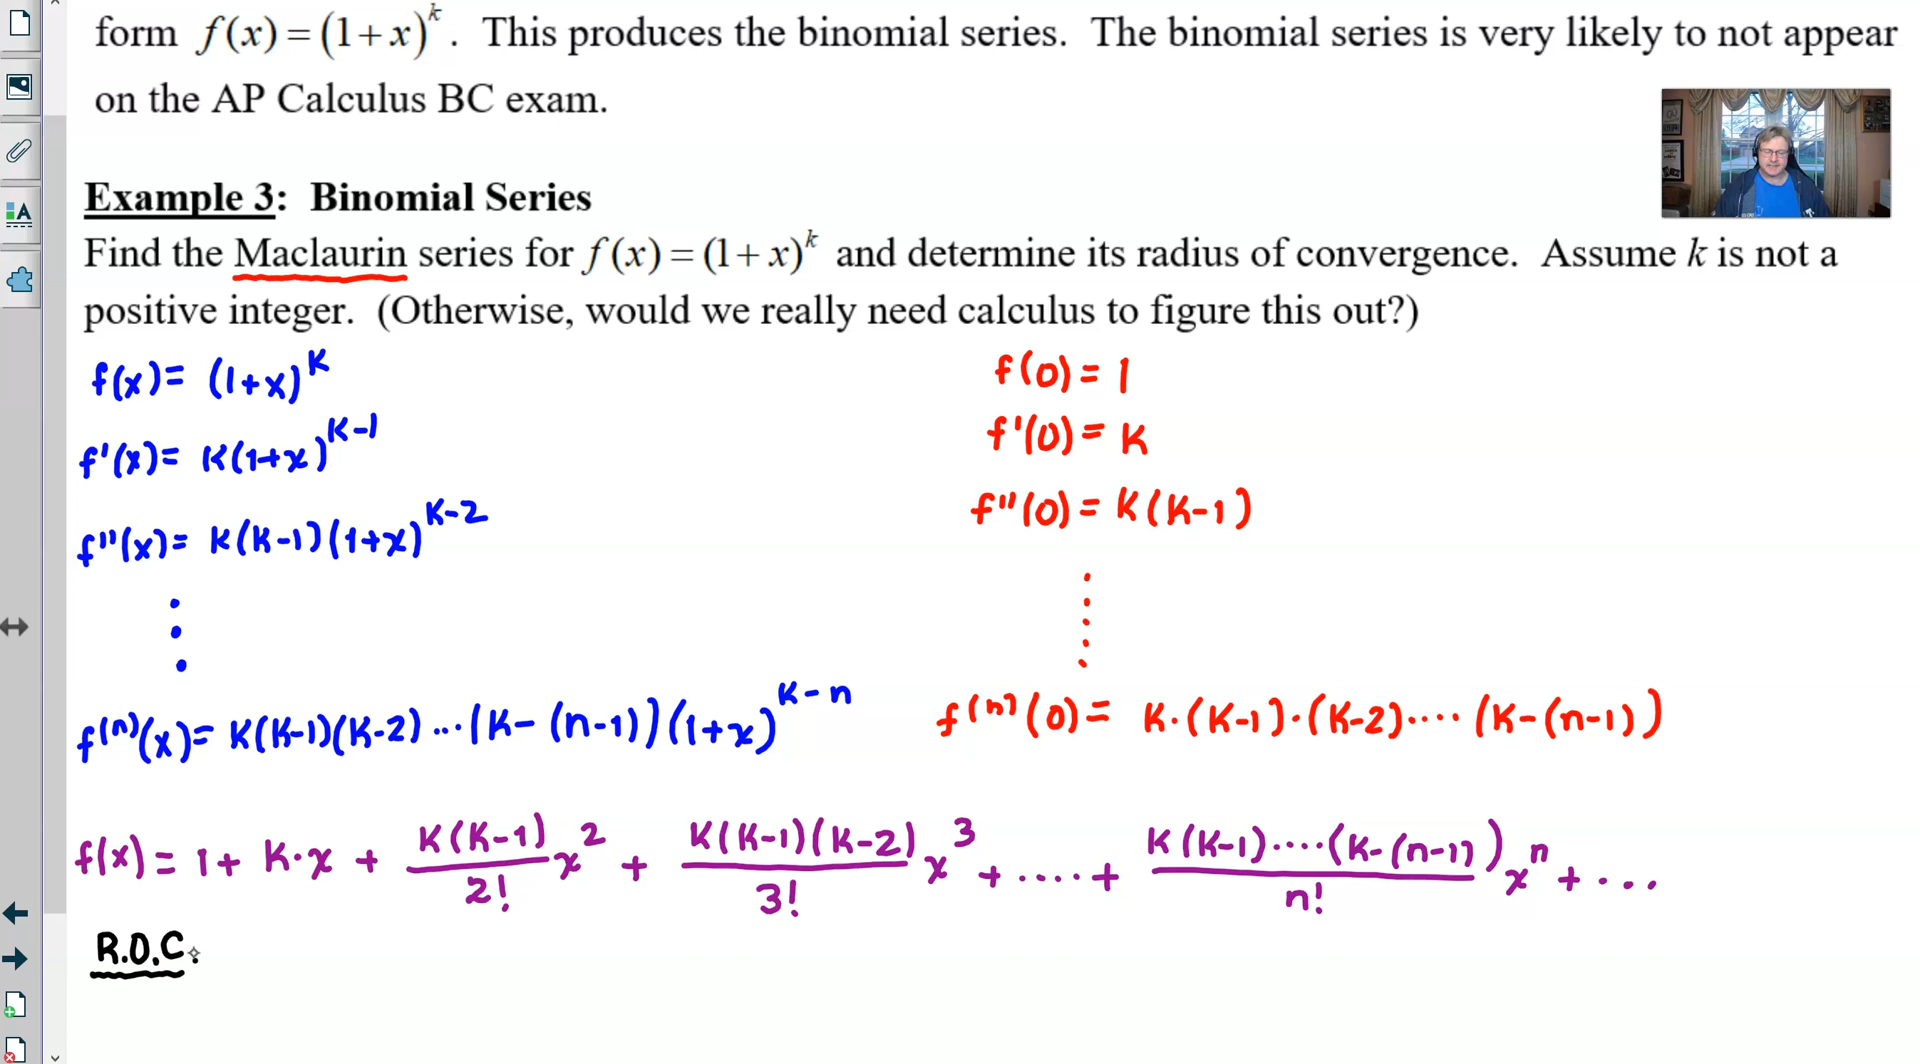 form f(x) = (1+x)^k. This produces the binomial series. The binomial series is very likely to not appear
on the AP Calculus BC exam.
Example 3: Binomial Series
Find the Maclaurin series for f(x) = (1+x)^k and determine its radius of convergence. Assume k is not a
positive integer. (Otherwise, would we really need calculus to figure this out?)
f(x) = (1+x)^K
f(0) = 1
f'(x) = K(1+x)^{K-1}
f'(0) = K
f''(x) = K(K-1)(1+x)^{K-2}
f''(0) = K(K-1)
f^{(n)}(x) = K(K-1)(K-2)...(K-(n-1))(1+x)^{K-n}
f^{(n)}(0) = K·(K-1)·(K-2)····(K-(n-1))
f(x) = 1 + K·x + \frac{K(K-1)}{2!}x^2 + \frac{K(K-1)(K-2)}{3!}x^3 + .... + \frac{K(K-1)····(K-(n-1))}{n!}x^n + ...
R.O.C